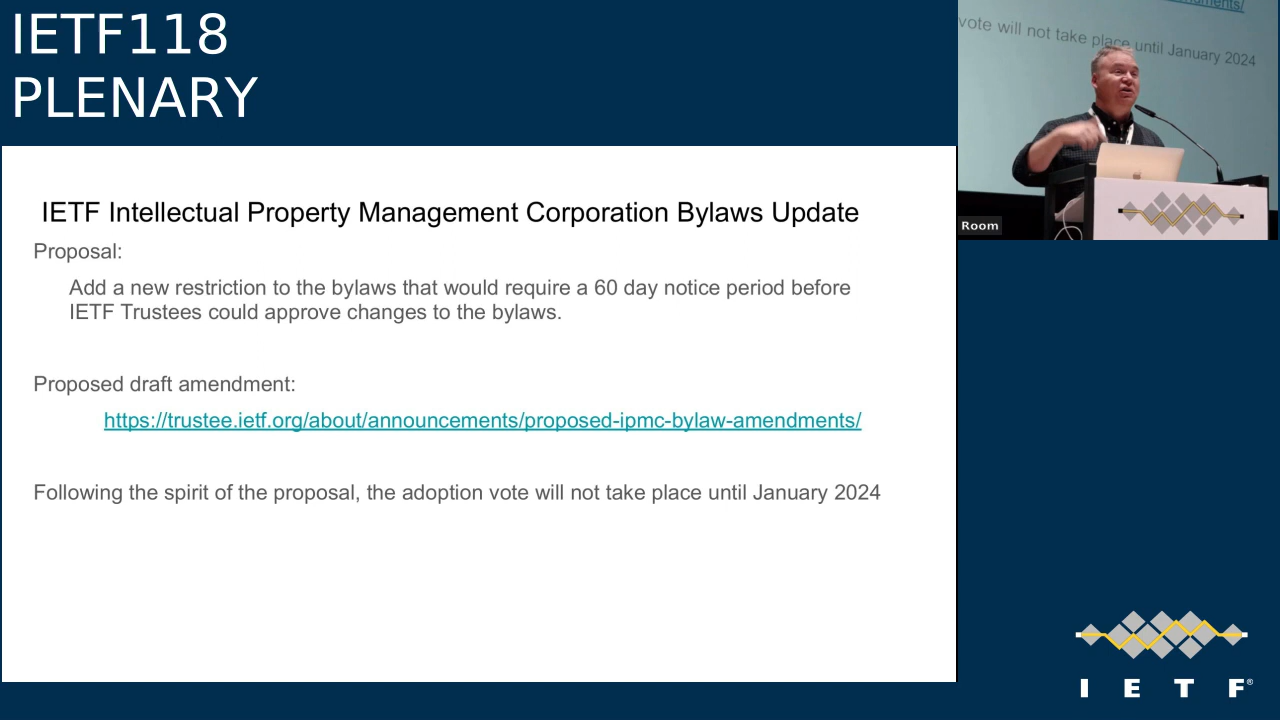 IETF118
PLENARY
IETF Intellectual Property Management Corporation Bylaws Update
Proposal:
Add a new restriction to the bylaws that would require a 60 day notice period before
IETF Trustees could approve changes to the bylaws.
Proposed draft amendment:
https://trustee.ietf.org/about/announcements/proposed-ipmc-bylaw-amendments/
Following the spirit of the proposal, the adoption vote will not take place until January 2024
vote will not take place until January 2024
Room
I E T F®